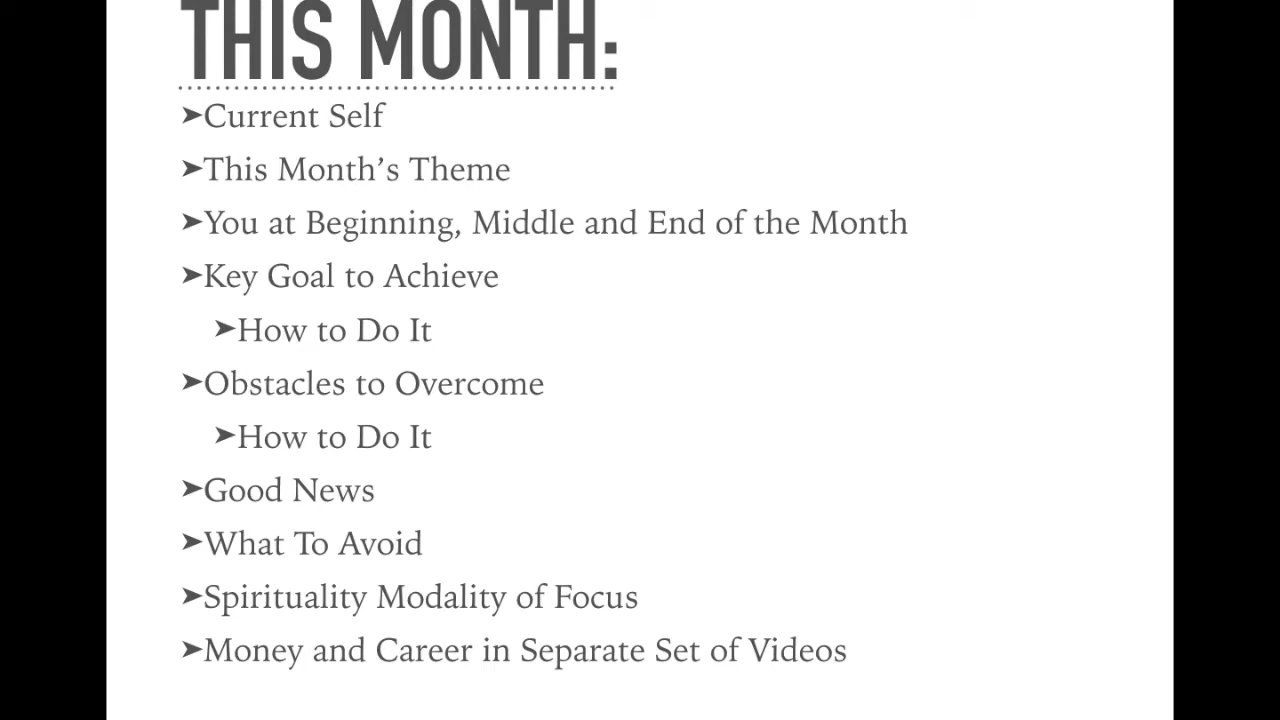 THIS MONTH:
➤Current Self
➤This Month’s Theme
➤You at Beginning, Middle and End of the Month
➤Key Goal to Achieve
➤How to Do It
➤Obstacles to Overcome
➤How to Do It
➤Good News
➤What To Avoid
➤Spirituality Modality of Focus
➤Money and Career in Separate Set of Videos